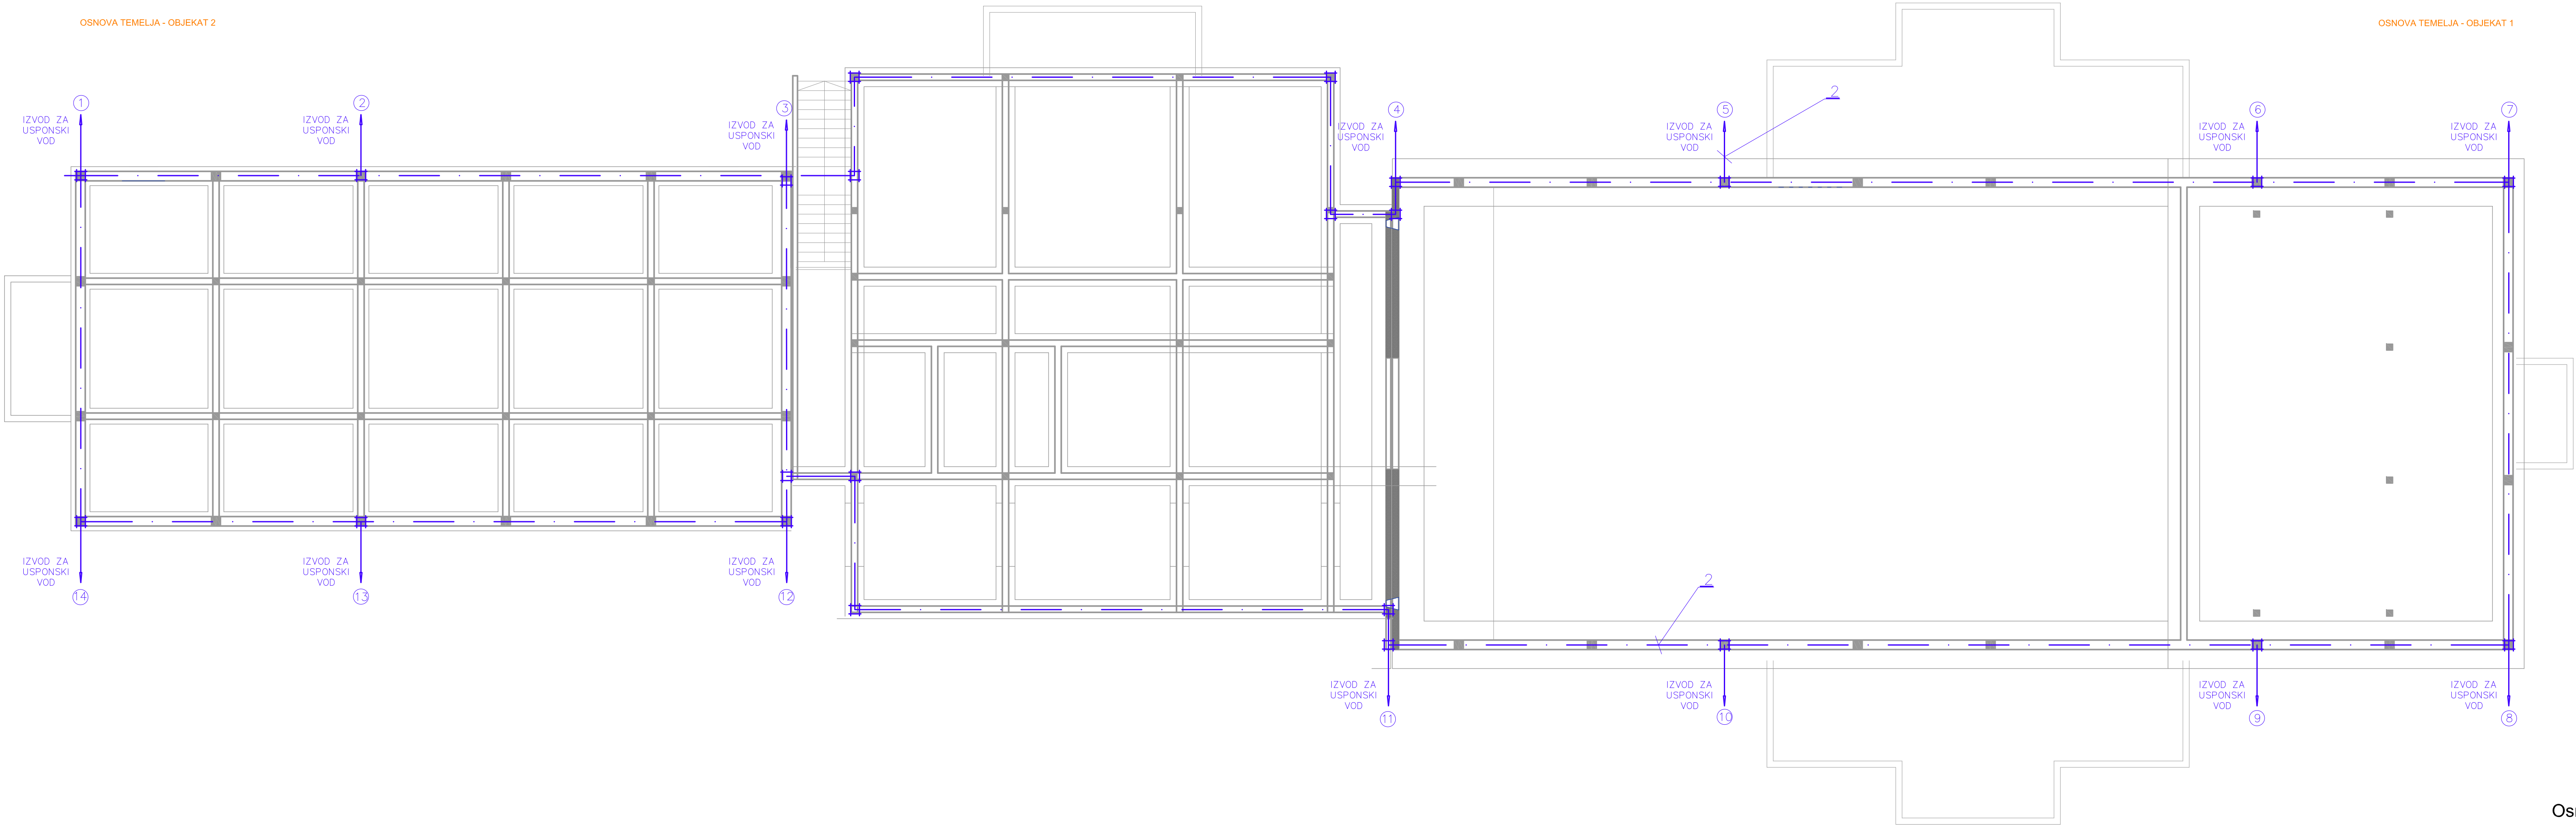 OSNOVA TEMELJA - OBJEKAT 2
OSNOVA TEMELJA - OBJEKAT 1
1
IZVOD ZA
USPONSKI
VOD
2
IZVOD ZA
USPONSKI
VOD
3
IZVOD ZA
USPONSKI
VOD
4
IZVOD ZA
USPONSKI
VOD
5
IZVOD ZA
USPONSKI
VOD
2
6
IZVOD ZA
USPONSKI
VOD
7
IZVOD ZA
USPONSKI
VOD
IZVOD ZA
USPONSKI
VOD
14
IZVOD ZA
USPONSKI
VOD
13
IZVOD ZA
USPONSKI
VOD
12
2
IZVOD ZA
USPONSKI
VOD
11
IZVOD ZA
USPONSKI
VOD
10
IZVOD ZA
USPONSKI
VOD
9
IZVOD ZA
USPONSKI
VOD
8